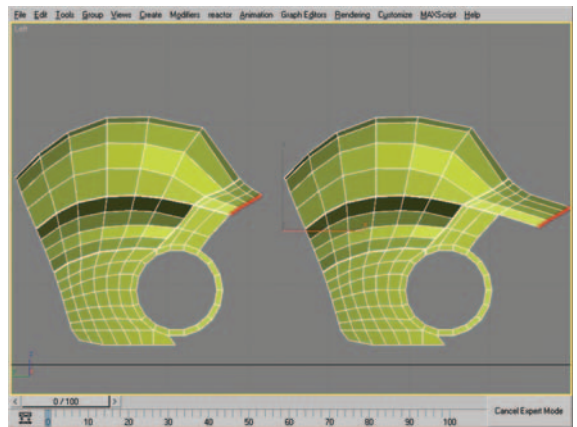 File Edit Tools Group Views Create Modifiers reactor Animation Graph Editors Rendering Customize MAXScript Help
Left
0 / 100
Cancel Expert Mode
0 10 20 30 40 50 60 70 80 90 100